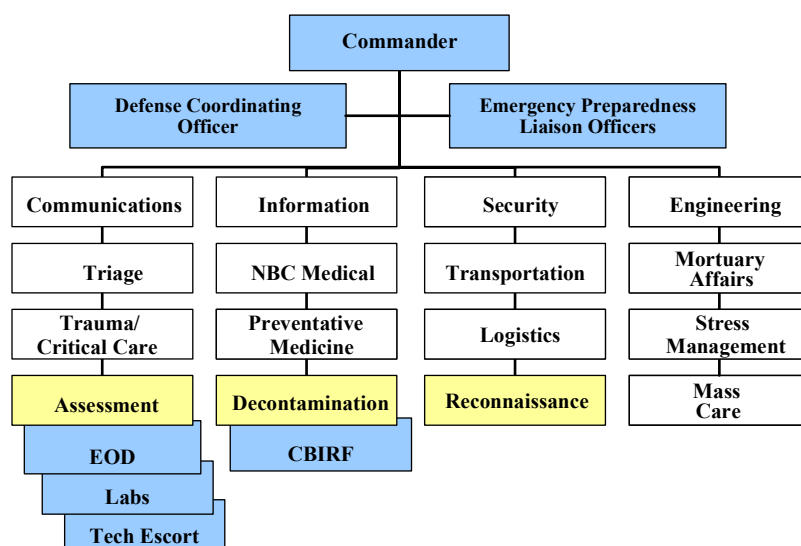 Commander
Defense Coordinating
Officer
Emergency Preparedness
Liaison Officers
Communications
Information
Security
Engineering
Triage
NBC Medical
Transportation
Mortuary
Affairs
Trauma/
Critical Care
Preventative
Medicine
Logistics
Stress
Management
Assessment
Decontamination
Reconnaissance
Mass
Care
EOD
CBIRF
Labs
Tech Escort